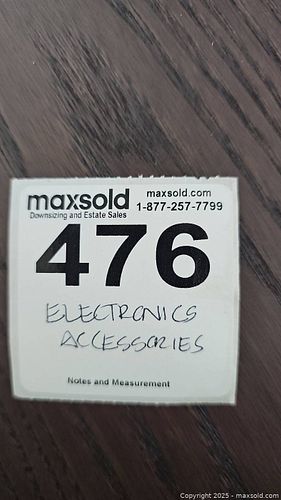 maxsold maxsold.com
Downsizing and Estate Sales 1-877-257-7799
476
ELECTRONICS
ACCESSORIES
Notes and Measurement
Copyright 2025 - maxsold.com